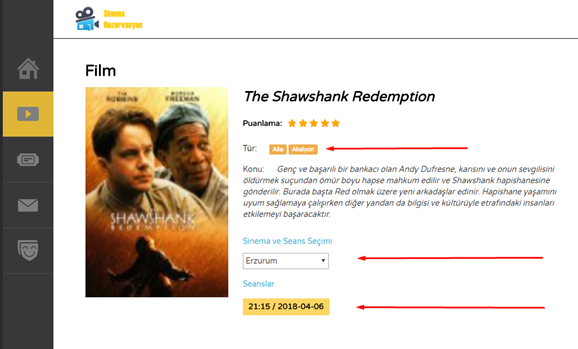 Sinema
Rezervasyon
Film
TIM ROBBINS
MORGAN FREEMAN
SHAWSHANK
REDEMPTION
The Shawshank Redemption
Puanlama:
Tür: Aile Aksiyon
Konu: Genç ve başarılı bir bankacı olan Andy Dufresne, karısını ve onun sevgilisini
öldürmek suçundan ömür boyu hapse mahkum edilir ve Shawshank hapishanesine
gönderilir. Burada başta Red olmak üzere yeni arkadaşlar edinir. Hapishane yaşamını
uyum sağlamaya çalışırken diğer yandan da bilgisi ve kültürüyle etrafındaki insanları
etkilemeyi başaracaktır.
Sinema ve Seans Seçimi
Erzurum
Seanslar
21:15 / 2018-04-06